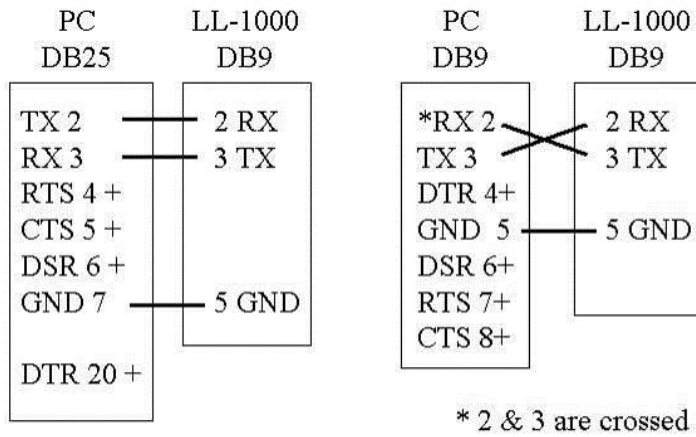 PC
DB25
LL-1000
DB9
TX 2
RX 3
RTS 4 +
CTS 5 +
DSR 6 +
GND 7
DTR 20 +
2 RX
3 TX
5 GND
PC
DB9
LL-1000
DB9
*RX 2
TX 3
DTR 4+
GND 5
DSR 6+
RTS 7+
CTS 8+
2 RX
3 TX
5 GND
* 2 & 3 are crossed